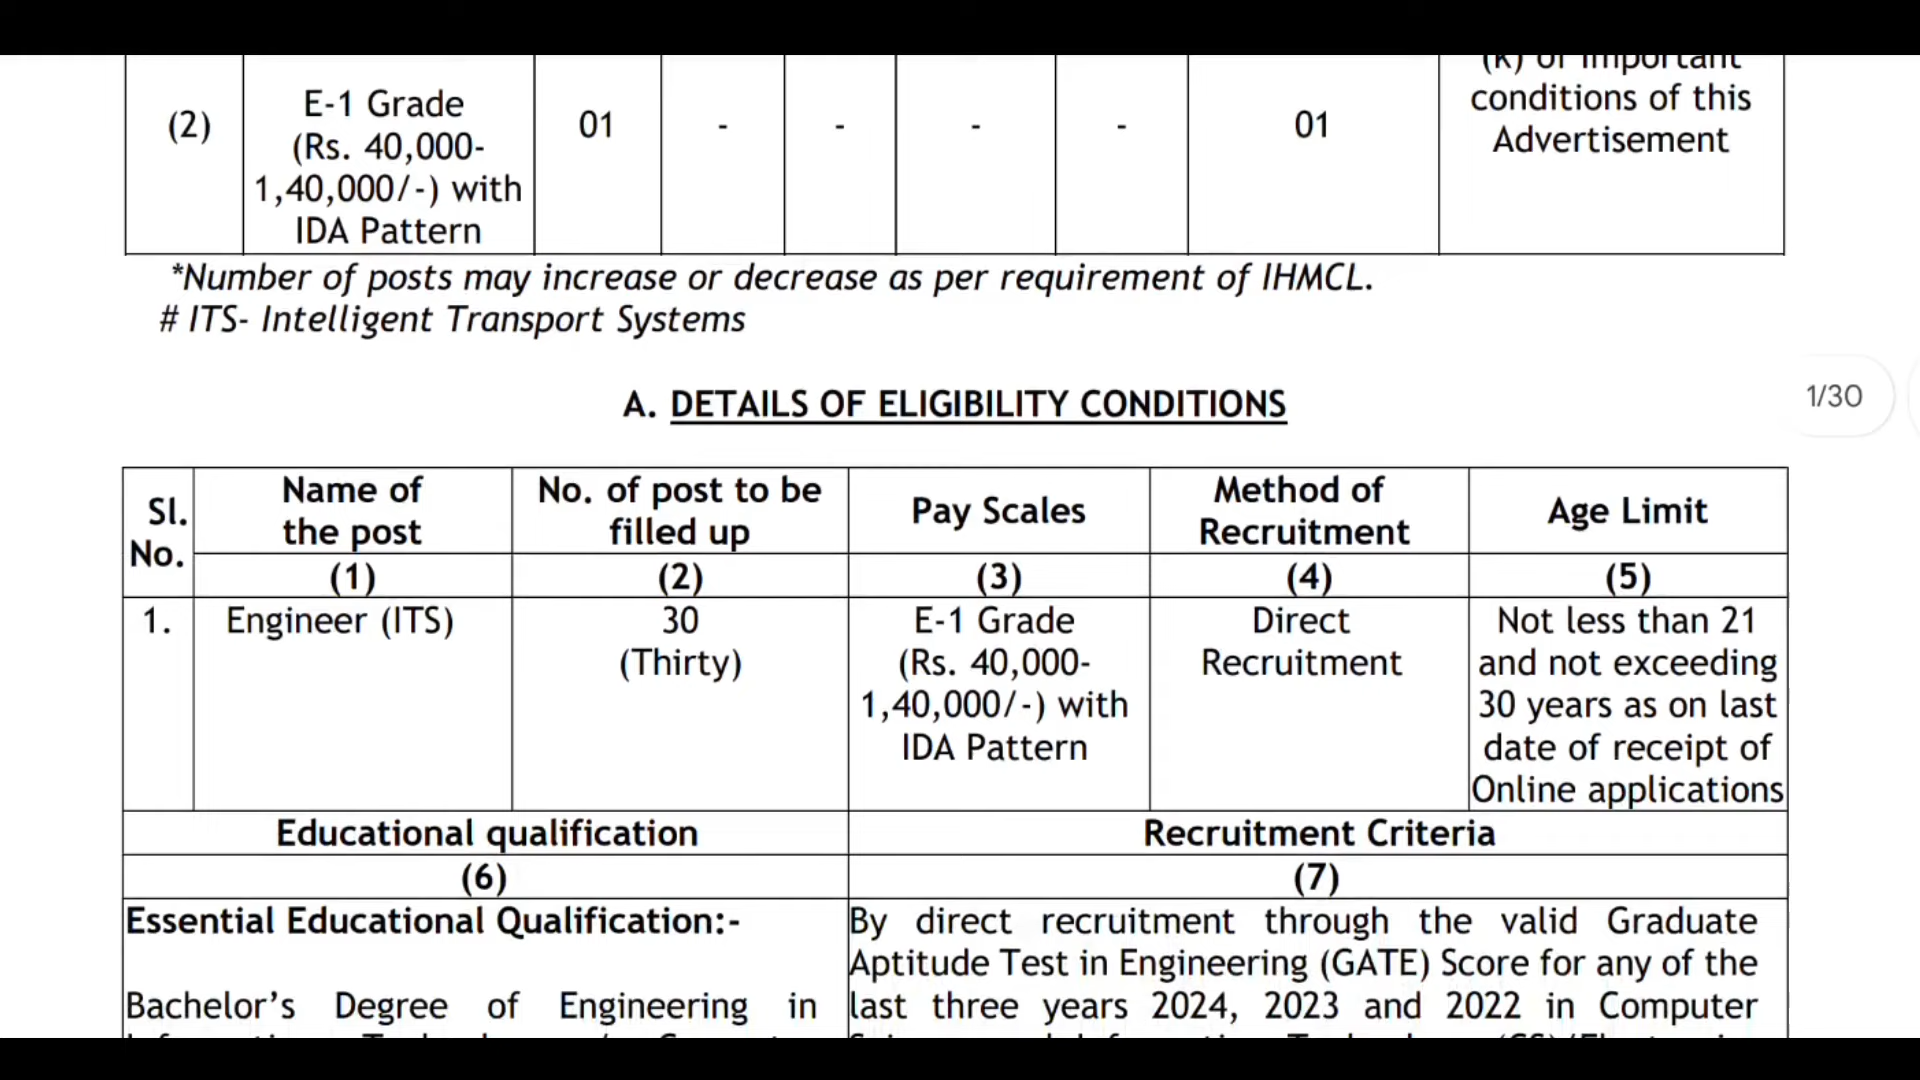 (k) of important
E-1 Grade
conditions of this
(2)
01
-
-
-
-
01
(Rs. 40,000-
Advertisement
1,40,000/-) with
IDA Pattern
*Number of posts may increase or decrease as per requirement of IHMCL.
# ITS- Intelligent Transport Systems
1/30
A. DETAILS OF ELIGIBILITY CONDITIONS
Sl.
No.
Name of
the post
No. of post to be
filled up
Pay Scales
Method of
Recruitment
Age Limit
(1)
(2)
(3)
(4)
(5)
1.
Engineer (ITS)
30
(Thirty)
E-1 Grade
(Rs. 40,000-
1,40,000/-) with
IDA Pattern
Direct
Recruitment
Not less than 21
and not exceeding
30 years as on last
date of receipt of
Online applications
Educational qualification
Recruitment Criteria
(6)
(7)
Essential Educational Qualification:-
Bachelor’s Degree of Engineering in
By direct recruitment through the valid Graduate
Aptitude Test in Engineering (GATE) Score for any of the
last three years 2024, 2023 and 2022 in Computer